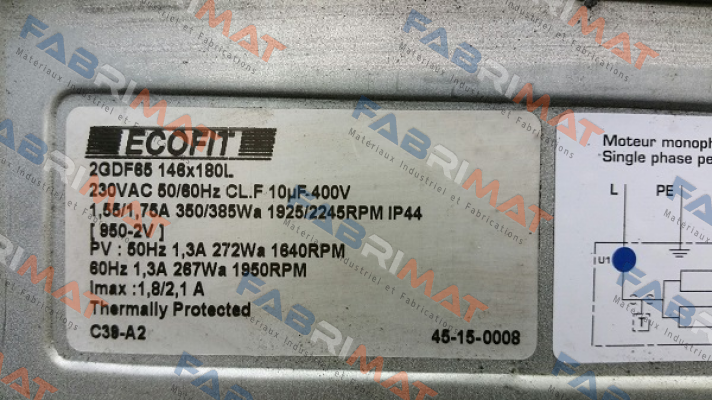 ECOFIT
2GDF65 146x180L
230VAC 50/60Hz CL.F 10µF 400V
1,55/1,75A 350/385Wa 1925/2245RPM IP44
[ 950-2V ]
PV : 50Hz 1,3A 272Wa 1640RPM
60Hz 1,3A 267Wa 1950RPM
Imax :1,8/2,1 A
Thermally Protected
C39-A2
45-15-0008
Moteur monoph
Single phase pe
L PE
U1
T
FABRIMAT
Materiaux Industriel et Fabrications